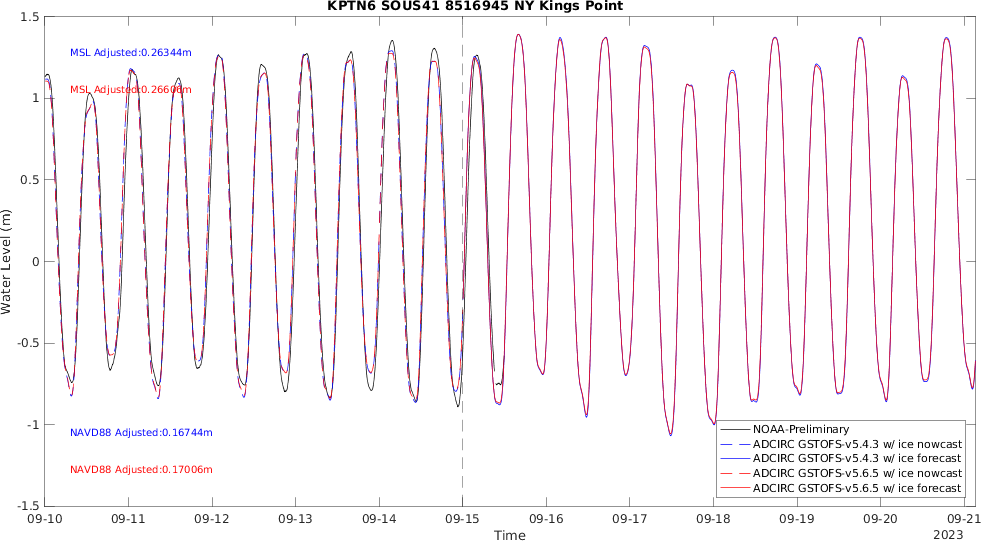 KPTN6 SOUS41 8516945 NY Kings Point
1.5
1
0.5
0
-0.5
-1
-1.5
Water Level (m)
MSL Adjusted:0.26344m
MSL Adjusted:0.26606m
NAVD88 Adjusted:0.16744m
NAVD88 Adjusted:0.17006m
NOAA-Preliminary
ADCIRC GSTOFS-v5.4.3 w/ ice nowcast
ADCIRC GSTOFS-v5.4.3 w/ ice forecast
ADCIRC GSTOFS-v5.6.5 w/ ice nowcast
ADCIRC GSTOFS-v5.6.5 w/ ice forecast
09-10 09-11 09-12 09-13 09-14 09-15 09-16 09-17 09-18 09-19 09-20 09-21
Time
2023